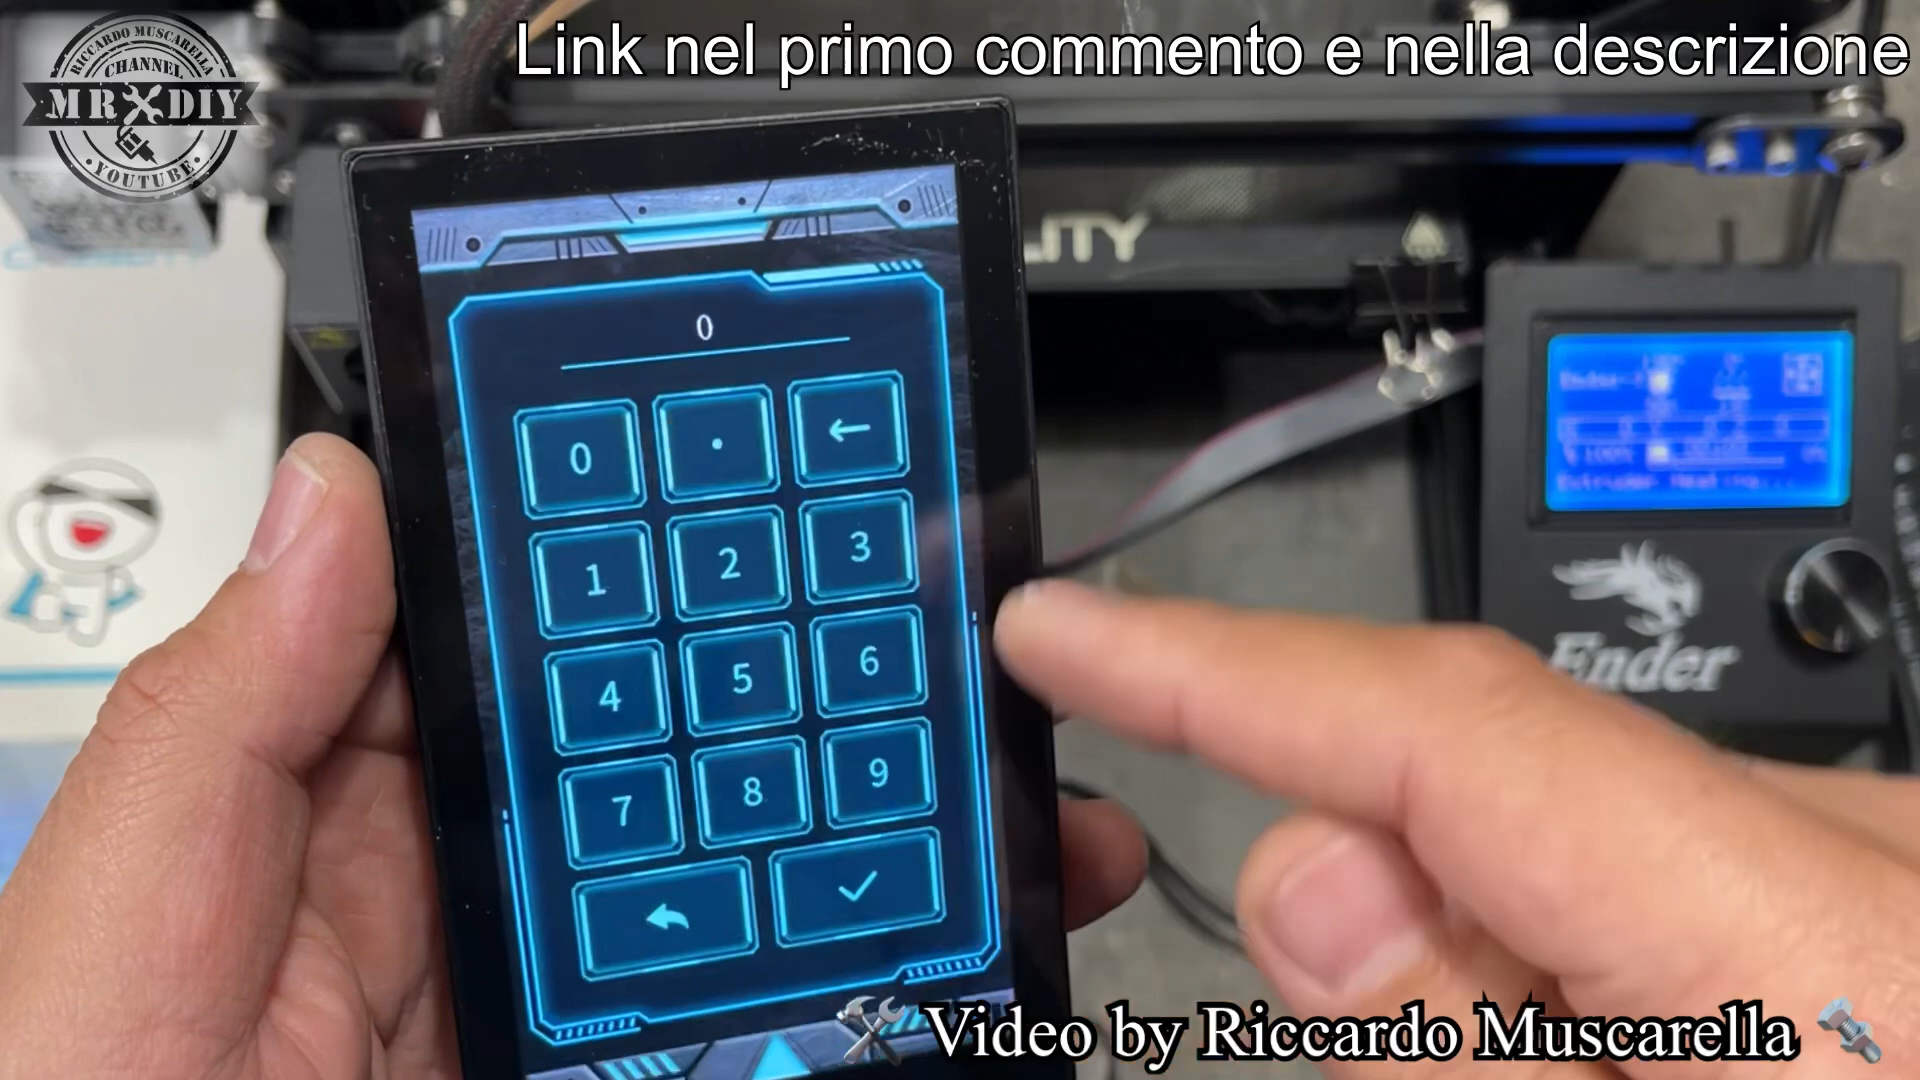 Link nel primo commento e nella descrizione
RICCARDO MUSCARELLA
CHANNEL
MR DIY
YOUTUBE
LITY
0
0 . ←
1 2 3
4 5 6
7 8 9
Ender
Video by Riccardo Muscarella